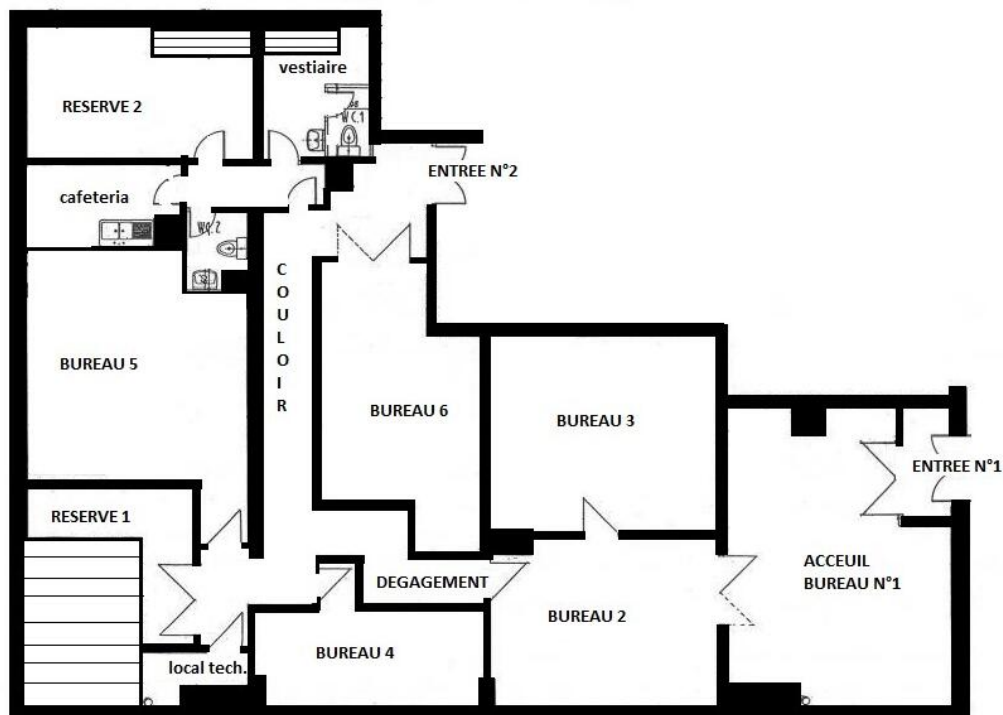 vestiaire
RESERVE 2
WC.1
ENTREE N°2
cafeteria
WC.2
COULOIR
BUREAU 5
BUREAU 6
BUREAU 3
ENTREE N°1
RESERVE 1
ACCEUIL
BUREAU N°1
DEGAGEMENT
BUREAU 2
BUREAU 4
local tech.